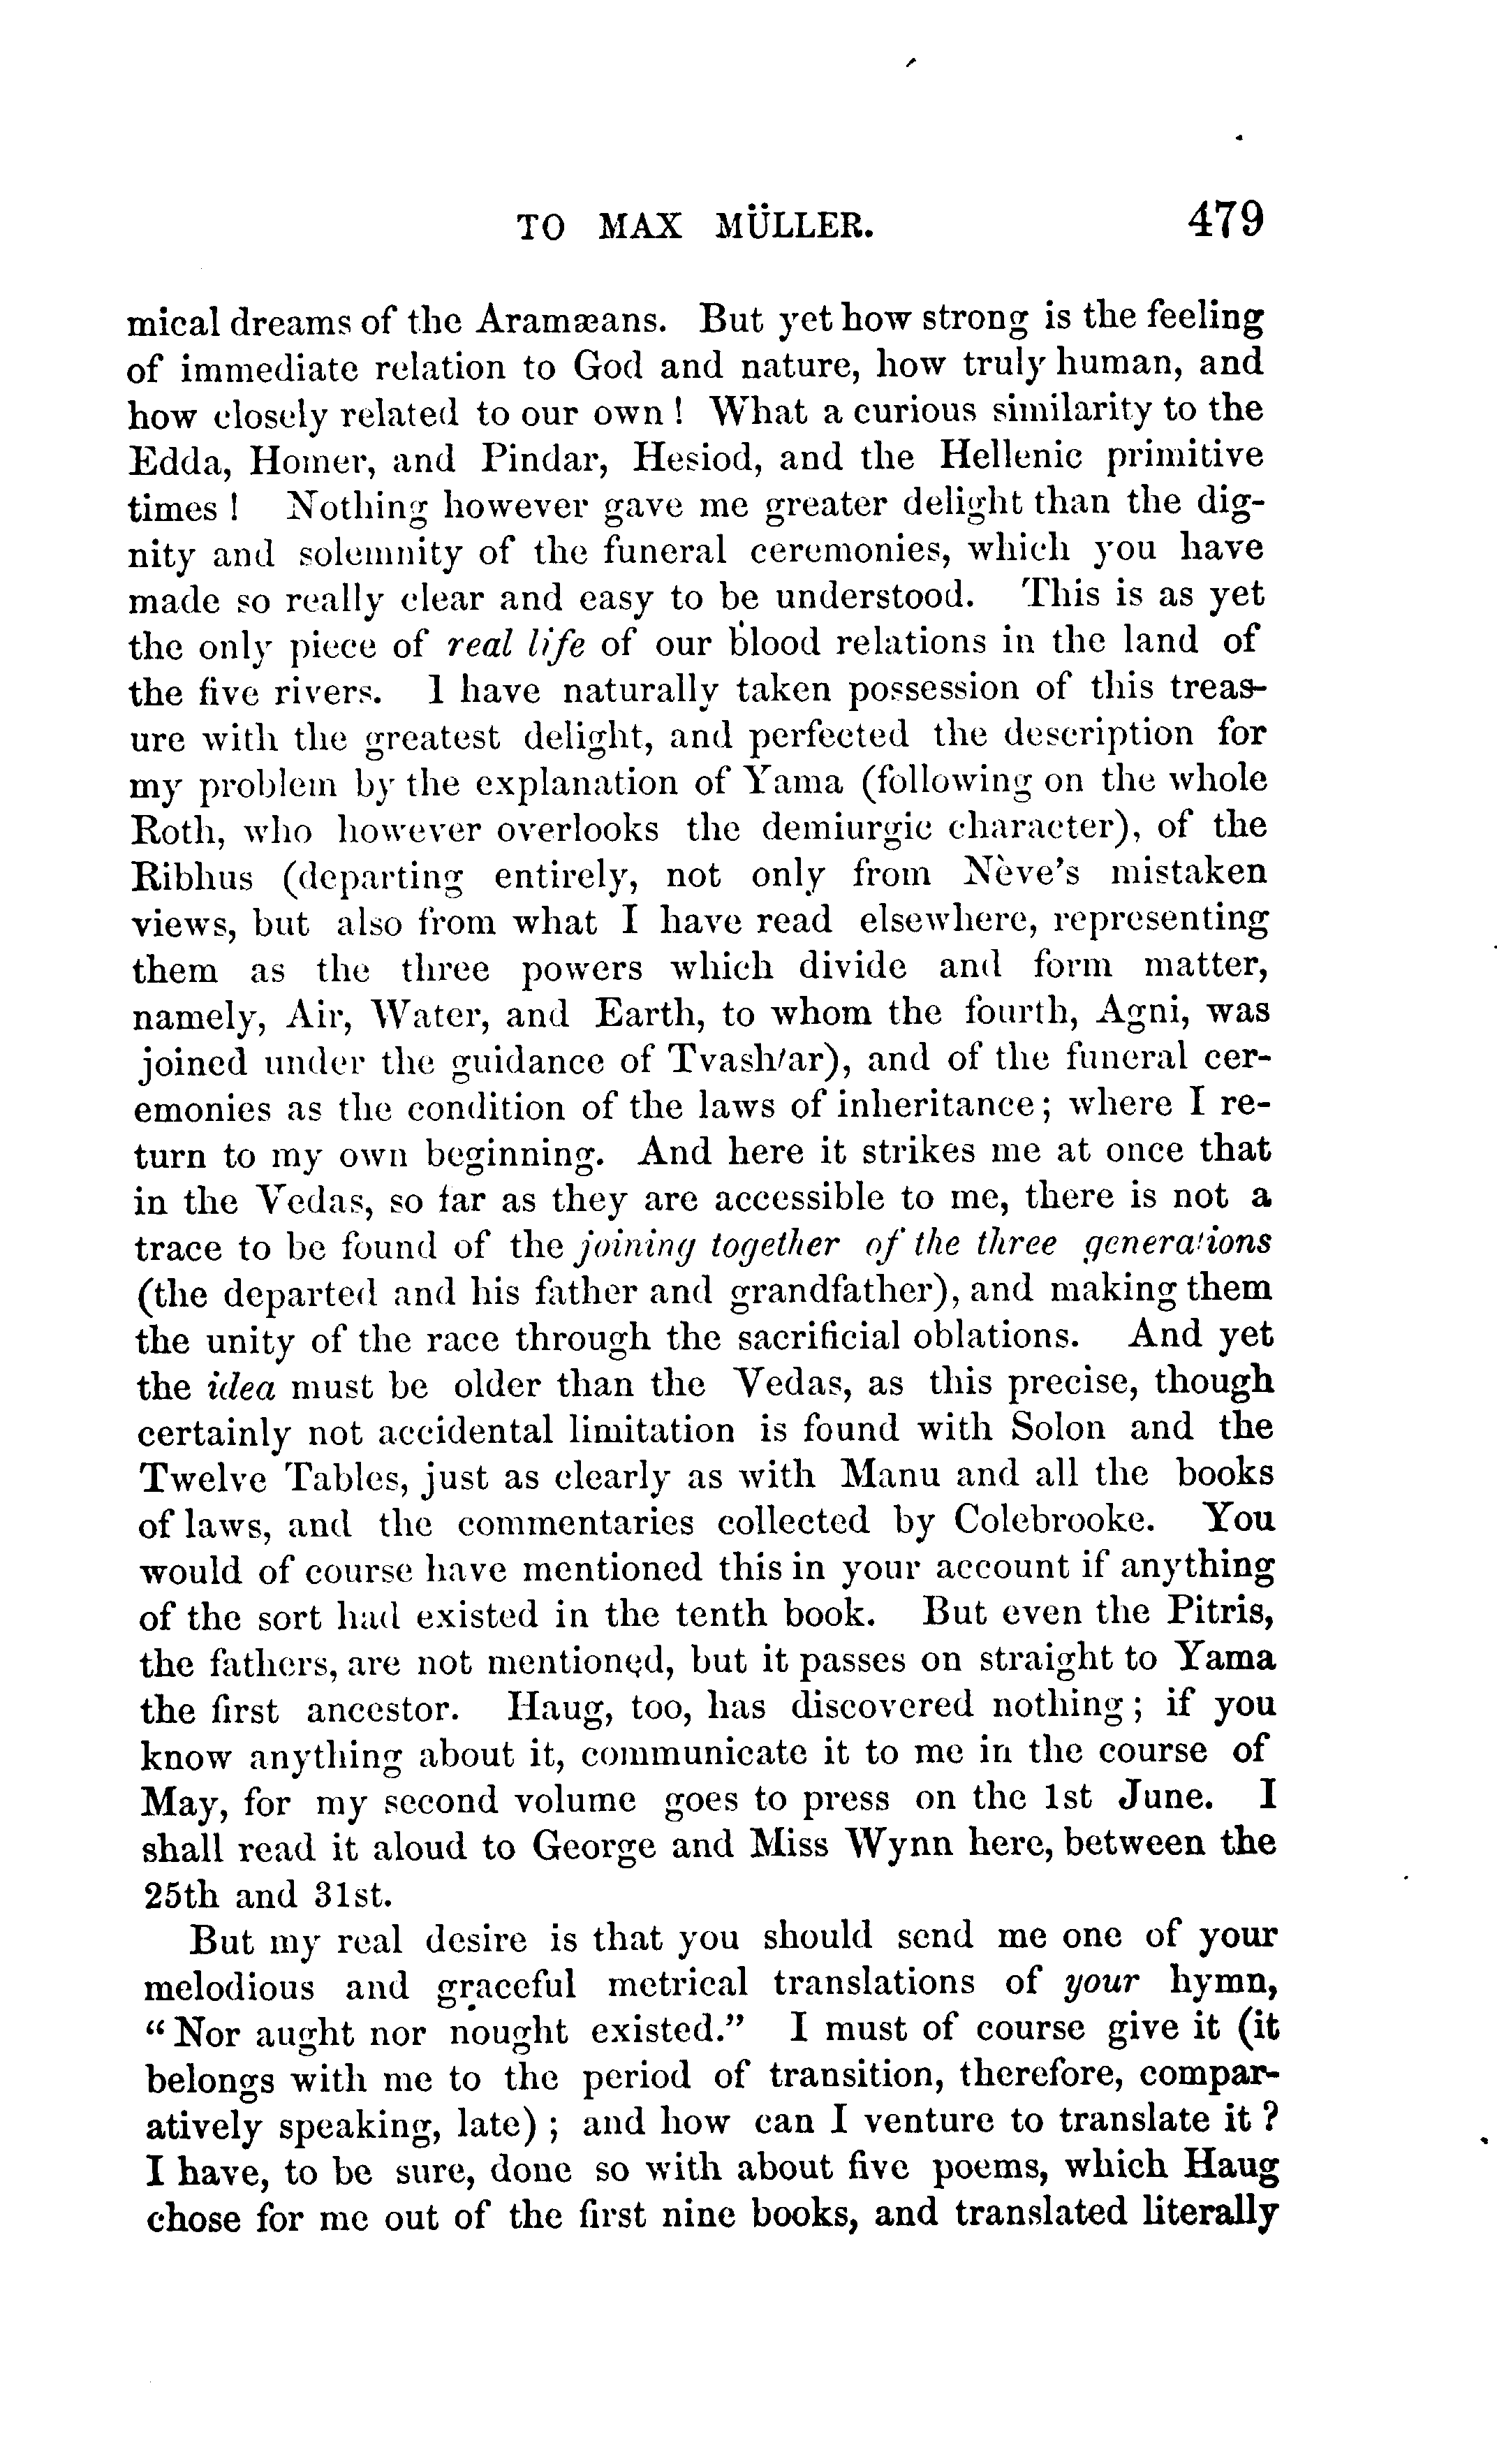 TO MAX MÜLLER. 479
mical dreams of the Aramæans. But yet how strong is the feeling
of immediate relation to God and nature, how truly human, and
how closely related to our own ! What a curious similarity to the
Edda, Homer, and Pindar, Hesiod, and the Hellenic primitive
times ! Nothing however gave me greater delight than the dig-
nity and solemnity of the funeral ceremonies, which you have
made so really clear and easy to be understood. This is as yet
the only piece of real life of our blood relations in the land of
the five rivers. I have naturally taken possession of this treas-
ure with the greatest delight, and perfected the description for
my problem by the explanation of Yama (following on the whole
Roth, who however overlooks the demiurgic character), of the
Ribhus (departing entirely, not only from Nève's mistaken
views, but also from what I have read elsewhere, representing
them as the three powers which divide and form matter,
namely, Air, Water, and Earth, to whom the fourth, Agni, was
joined under the guidance of Tvashtar), and of the funeral cer-
emonies as the condition of the laws of inheritance; where I re-
turn to my own beginning. And here it strikes me at once that
in the Vedas, so far as they are accessible to me, there is not a
trace to be found of the joining together of the three generations
(the departed and his father and grandfather), and making them
the unity of the race through the sacrificial oblations. And yet
the idea must be older than the Vedas, as this precise, though
certainly not accidental limitation is found with Solon and the
Twelve Tables, just as clearly as with Manu and all the books
of laws, and the commentaries collected by Colebrooke. You
would of course have mentioned this in your account if anything
of the sort had existed in the tenth book. But even the Pitris,
the fathers, are not mentioned, but it passes on straight to Yama
the first ancestor. Haug, too, has discovered nothing; if you
know anything about it, communicate it to me in the course of
May, for my second volume goes to press on the 1st June. I
shall read it aloud to George and Miss Wynn here, between the
25th and 31st.
But my real desire is that you should send me one of your
melodious and graceful metrical translations of your hymn,
“Nor aught nor nought existed.” I must of course give it (it
belongs with me to the period of transition, therefore, compar-
atively speaking, late) ; and how can I venture to translate it ?
I have, to be sure, done so with about five poems, which Haug
chose for me out of the first nine books, and translated literally